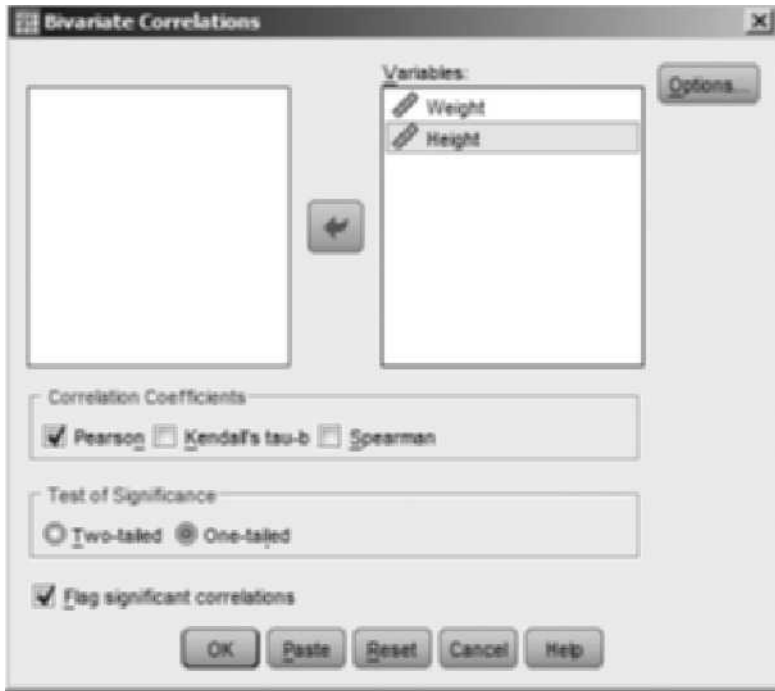 Bivariate Correlations
Variables:
Options...
Weight
Height
Correlation Coefficients
Pearson Kendall's tau-b Spearman
Test of Significance
Two-tailed One-tailed
Flag significant correlations
OK Paste Reset Cancel Help